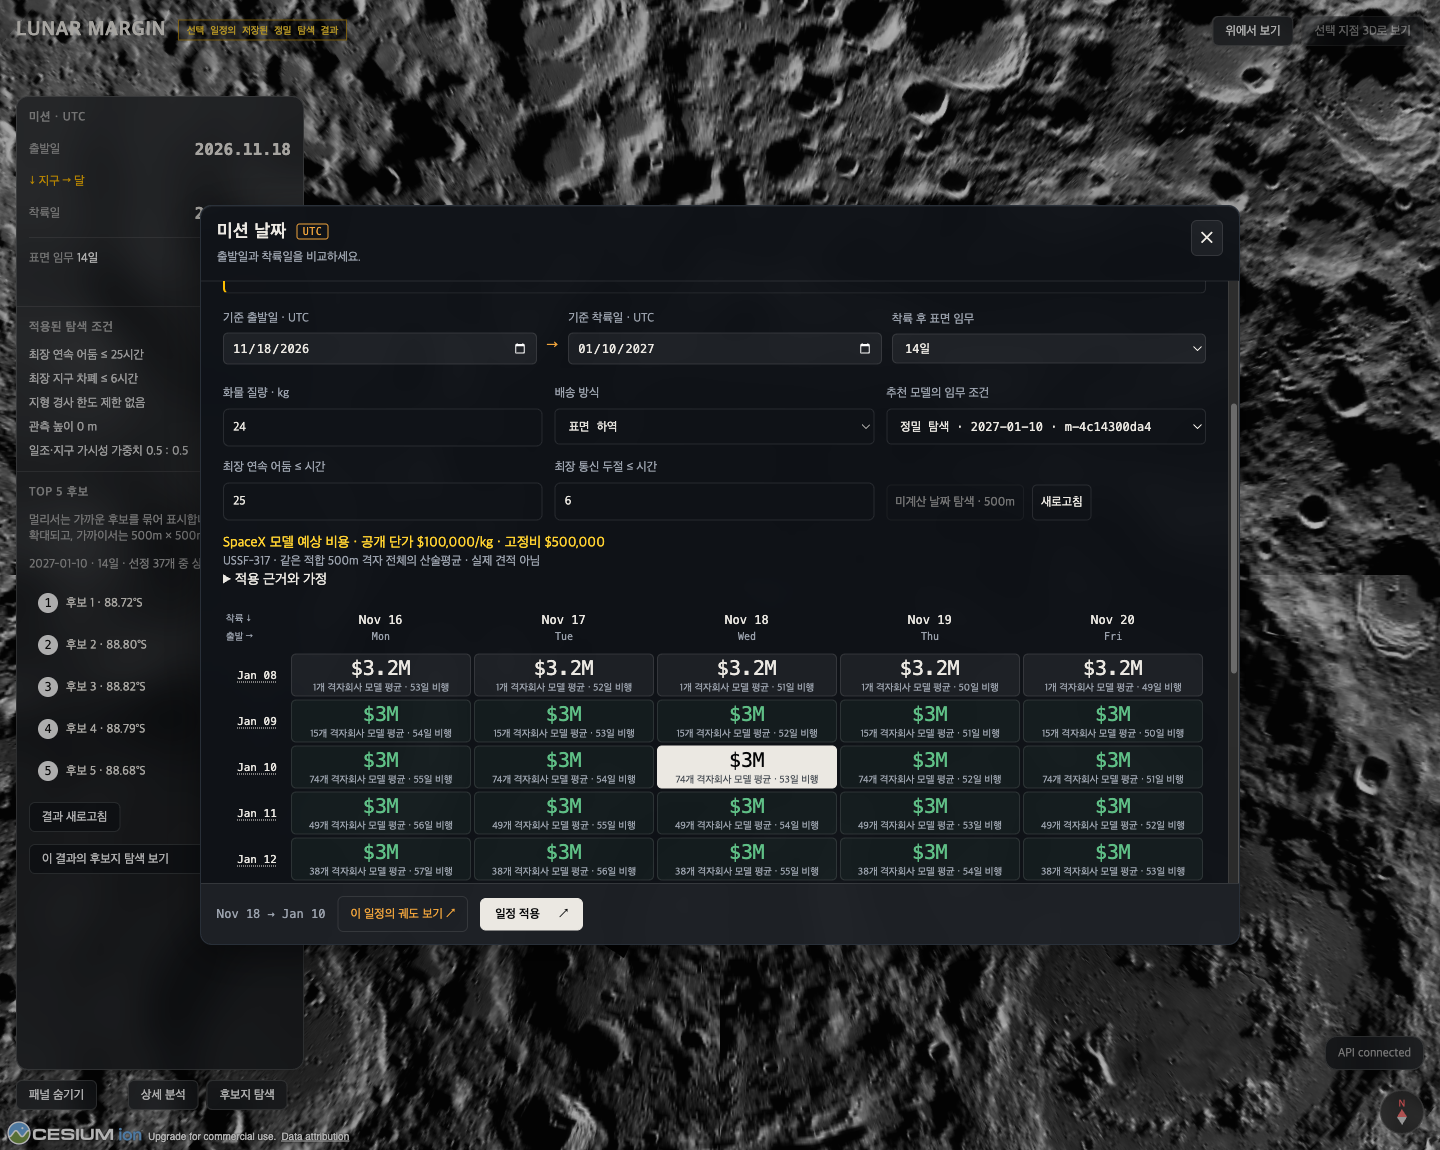 LUNAR MARGIN
선택 일정의 저장된 정밀 탐색 결과
위에서 보기
선택 지점 3D로 보기
미션 · UTC
출발일
2026.11.18
↓ 지구 → 달
착륙일
2
표면 임무 14일
적용된 탐색 조건
최장 연속 어둠 ≤ 25시간
최장 지구 차폐 ≤ 6시간
지형 경사 한도 제한 없음
관측 높이 0 m
일조·지구 가시성 가중치 0.5 : 0.5
TOP 5 후보
멀리서는 가까운 후보를 묶어 표시합
확대되고, 가까이서는 500m × 500
2027-01-10 · 14일 · 선정 37개 중 상
1 후보 1 · 88.72°S
2 후보 2 · 88.80°S
3 후보 3 · 88.82°S
4 후보 4 · 88.79°S
5 후보 5 · 88.68°S
결과 새로고침
이 결과의 후보지 탐색 보기
미션 날짜 UTC
출발일과 착륙일을 비교하세요.
×
기준 출발일 · UTC
11/18/2026
→
기준 착륙일 · UTC
01/10/2027
착륙 후 표면 임무
14일
화물 질량 · kg
24
배송 방식
표면 하역
추천 모델의 임무 조건
정밀 탐색 · 2027-01-10 · m-4c14300da4
최장 연속 어둠 ≤ 시간
25
최장 통신 두절 ≤ 시간
6
미계산 날짜 탐색 · 500m
새로고침
SpaceX 모델 예상 비용 · 공개 단가 $100,000/kg · 고정비 $500,000
USSF-317 · 같은 적합 500m 격자 전체의 산술평균 · 실제 견적 아님
▶ 적용 근거와 가정
착륙 ↓
출발 →
Nov 16 Nov 17 Nov 18 Nov 19 Nov 20
Mon Tue Wed Thu Fri
Jan 08
$3.2M $3.2M $3.2M $3.2M $3.2M
1개 격자회사 모델 평균 · 53일 비행 1개 격자회사 모델 평균 · 52일 비행 1개 격자회사 모델 평균 · 51일 비행 1개 격자회사 모델 평균 · 50일 비행 1개 격자회사 모델 평균 · 49일 비행
Jan 09
$3M $3M $3M $3M $3M
15개 격자회사 모델 평균 · 54일 비행 15개 격자회사 모델 평균 · 53일 비행 15개 격자회사 모델 평균 · 52일 비행 15개 격자회사 모델 평균 · 51일 비행 15개 격자회사 모델 평균 · 50일 비행
Jan 10
$3M $3M $3M $3M $3M
74개 격자회사 모델 평균 · 55일 비행 74개 격자회사 모델 평균 · 54일 비행 74개 격자회사 모델 평균 · 53일 비행 74개 격자회사 모델 평균 · 52일 비행 74개 격자회사 모델 평균 · 51일 비행
Jan 11
$3M $3M $3M $3M $3M
49개 격자회사 모델 평균 · 56일 비행 49개 격자회사 모델 평균 · 55일 비행 49개 격자회사 모델 평균 · 54일 비행 49개 격자회사 모델 평균 · 53일 비행 49개 격자회사 모델 평균 · 52일 비행
Jan 12
$3M $3M $3M $3M $3M
38개 격자회사 모델 평균 · 57일 비행 38개 격자회사 모델 평균 · 56일 비행 38개 격자회사 모델 평균 · 55일 비행 38개 격자회사 모델 평균 · 54일 비행 38개 격자회사 모델 평균 · 53일 비행
Nov 18 → Jan 10
이 일정의 궤도 보기 ↗
일정 적용 ↗
API connected
패널 숨기기
상세 분석
후보지 탐색
N
CESIUM ion Upgrade for commercial use. Data attribution